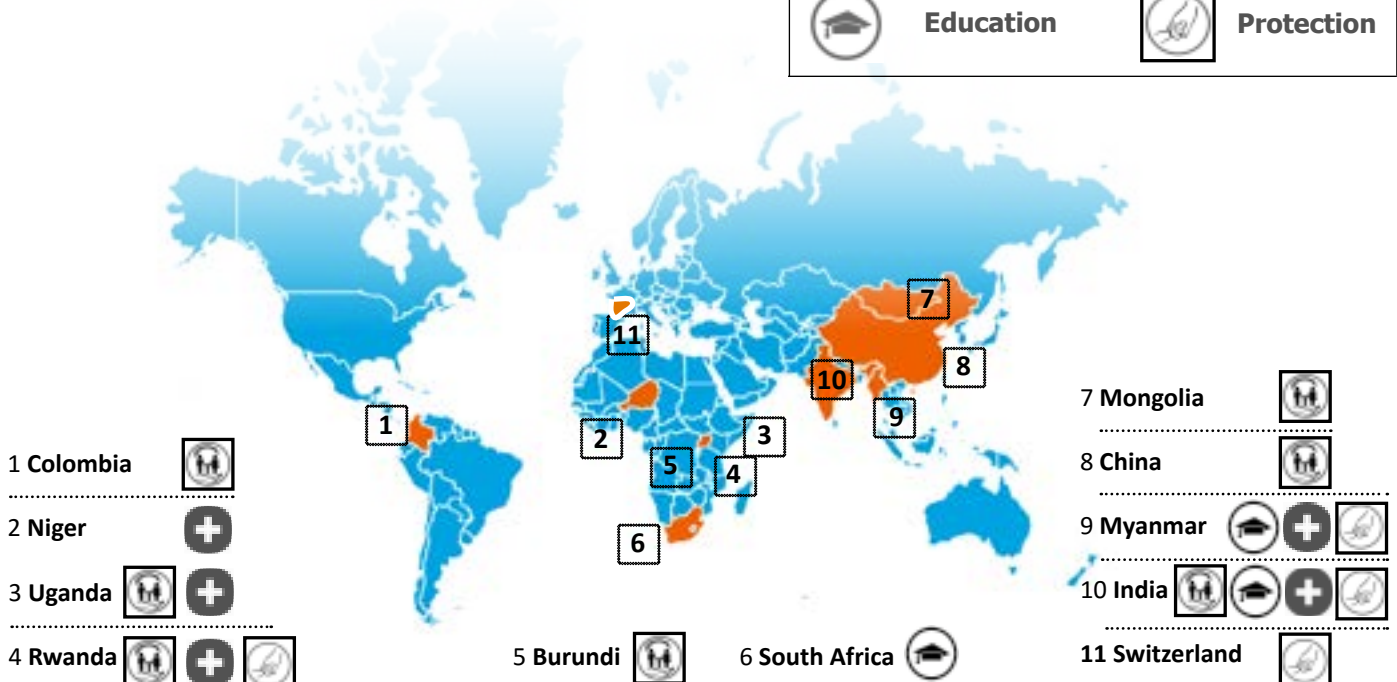 Education Protection
7
11
8
10
1
9
2
3
5
4
6
1 Colombia
2 Niger
3 Uganda
4 Rwanda
5 Burundi
6 South Africa
7 Mongolia
8 China
9 Myanmar
10 India
11 Switzerland